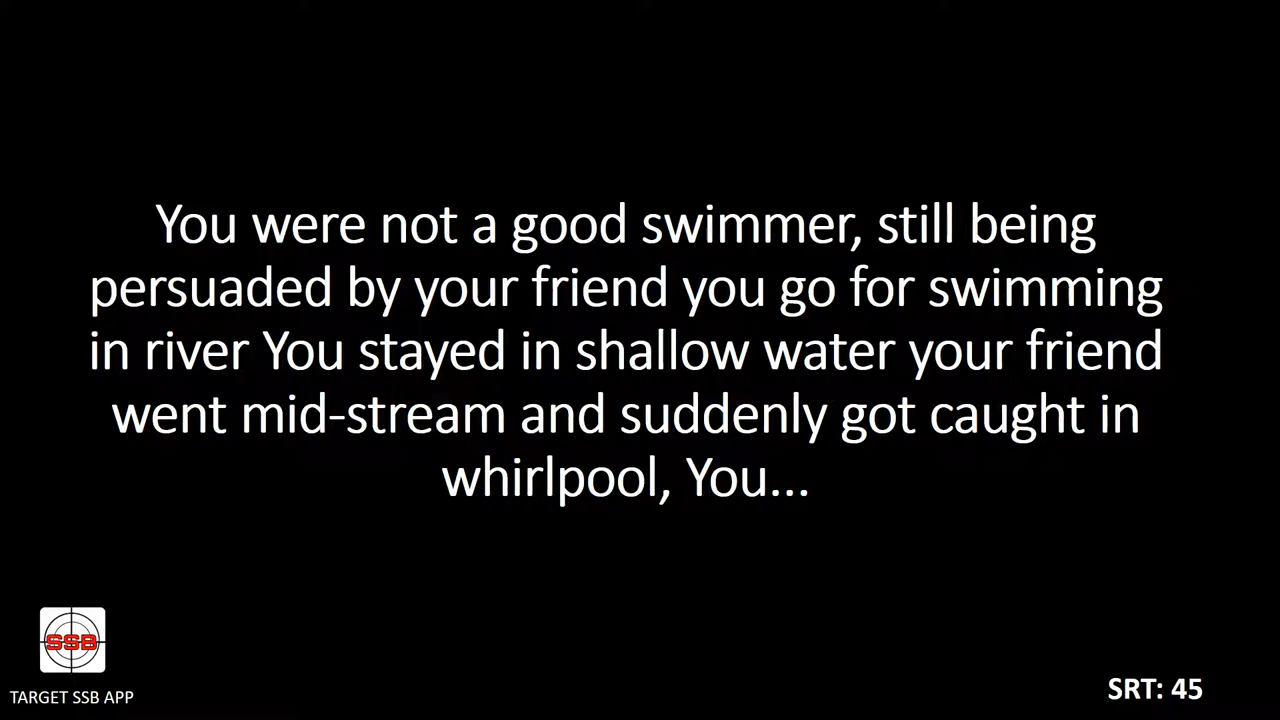 You were not a good swimmer, still being
persuaded by your friend you go for swimming
in river You stayed in shallow water your friend
went mid-stream and suddenly got caught in
whirlpool, You...
SSB
TARGET SSB APP
SRT: 45